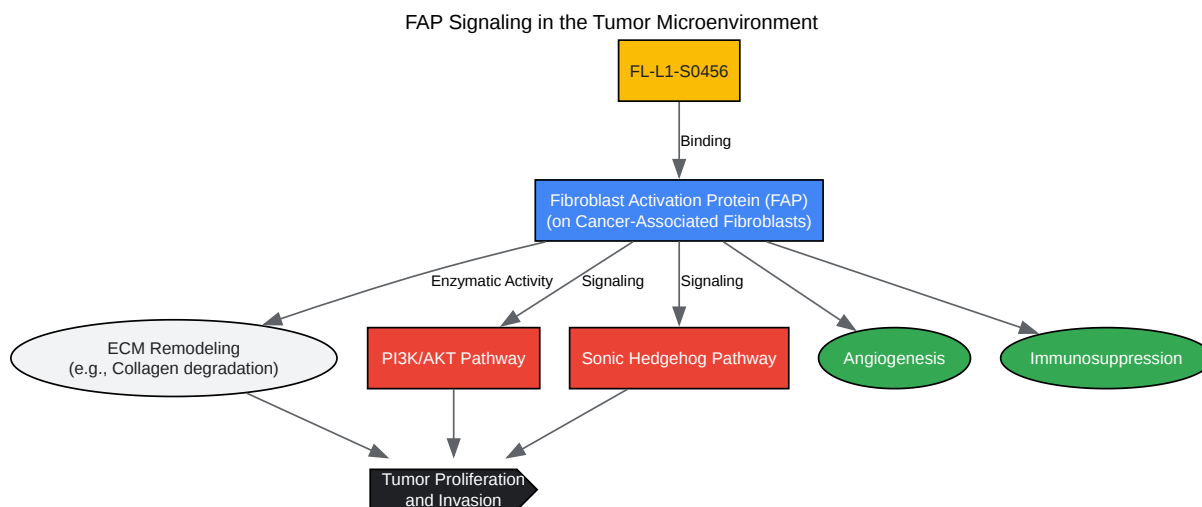 FAP Signaling in the Tumor Microenvironment
FL-L1-S0456
Binding
Fibroblast Activation Protein (FAP)
(on Cancer-Associated Fibroblasts)
Enzymatic Activity
Signaling
Signaling
ECM Remodeling
(e.g., Collagen degradation)
PI3K/AKT Pathway
Sonic Hedgehog Pathway
Angiogenesis
Immunosuppression
Tumor Proliferation
and Invasion